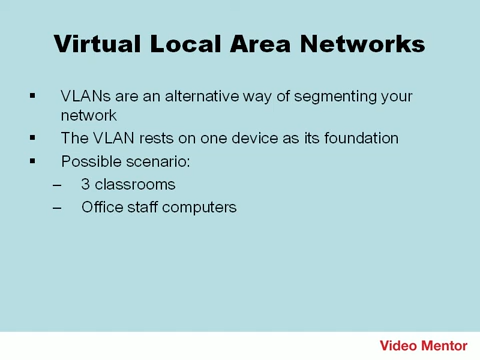 Virtual Local Area Networks
▪ VLANs are an alternative way of segmenting your
network
▪ The VLAN rests on one device as its foundation
▪ Possible scenario:
– 3 classrooms
– Office staff computers
Video Mentor